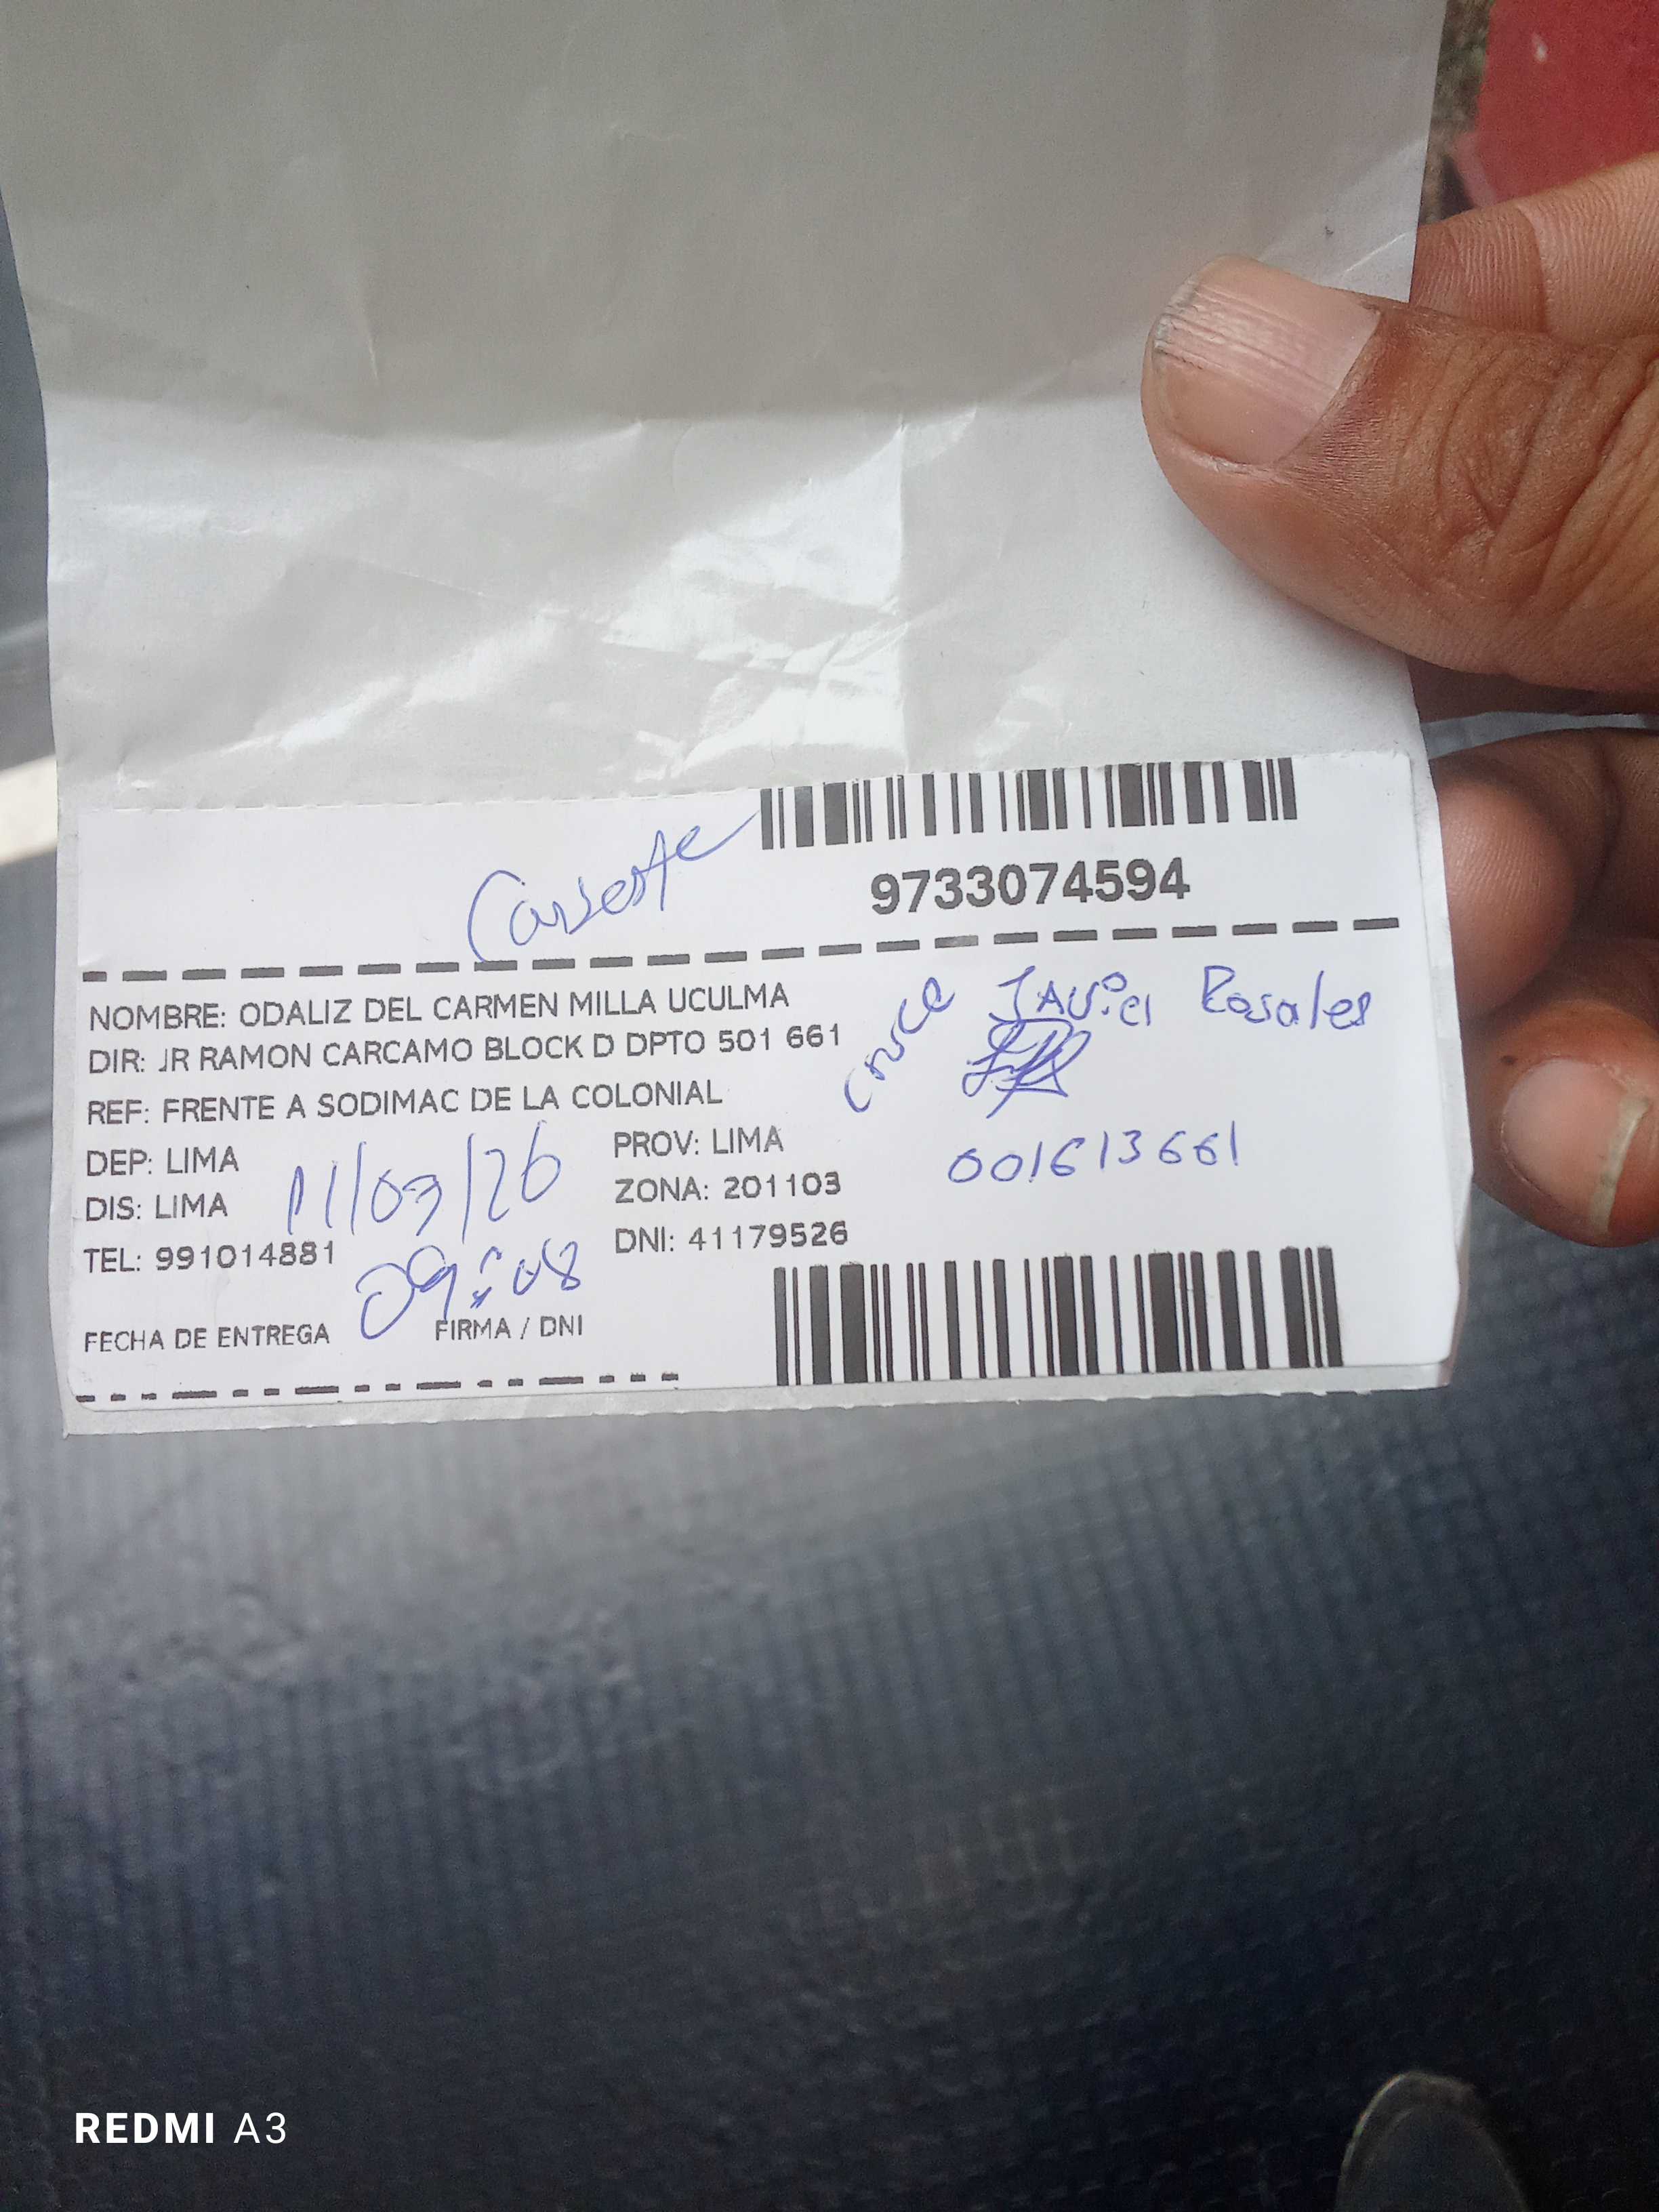 9733074594
NOMBRE: ODALIZ DEL CARMEN MILLA UCULMA
DIR: JR RAMON CARCAMO BLOCK D DPTO 501 661
REF: FRENTE A SODIMAC DE LA COLONIAL
DEP: LIMA
PROV: LIMA
DIS: LIMA
ZONA: 201103
TEL: 991014881
DNI: 41179526
FECHA DE ENTREGA
FIRMA / DNI
11/03/26
09:08
Javier Rosales
001613661
REDMI A3